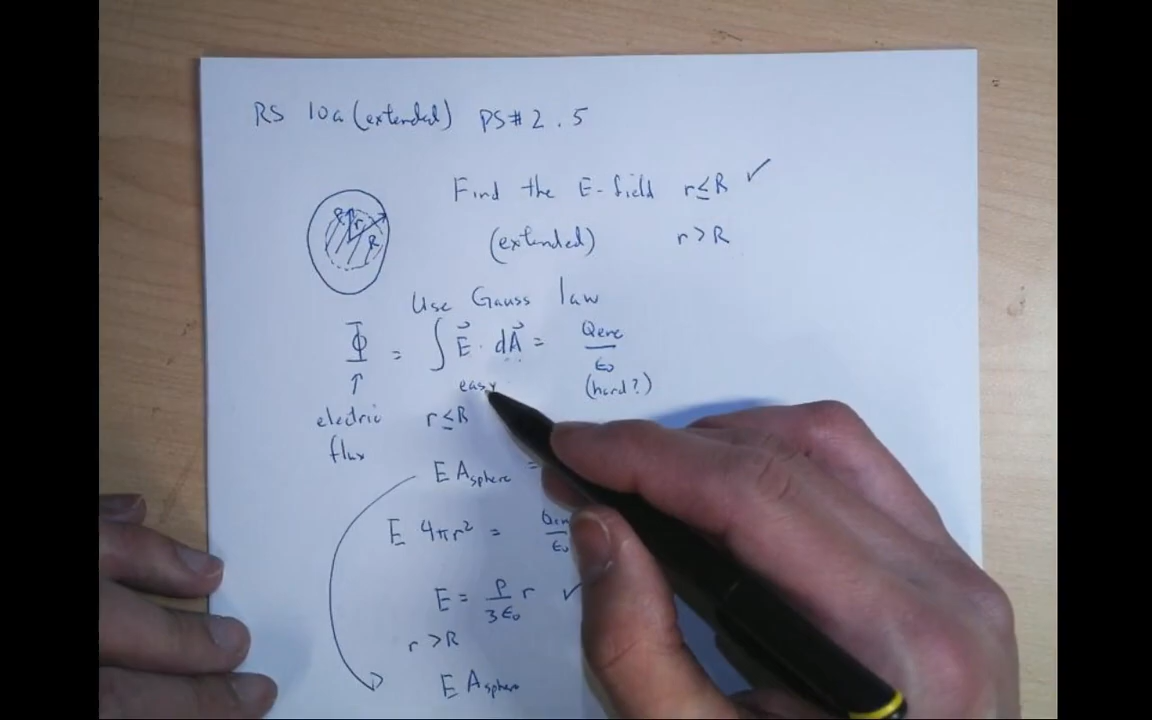 RS 10a (extended) PS# 2.5
Find the E-field r≤R ✓
(extended) r>R
ρ r R
Use Gauss law
Φ = ∫ E⃗ · dA⃗ = Qenc/ε₀
↑ easy (hard?)
electric r≤R
flux
E Asphere =
E 4πr² = Qenc/ε₀
E = ρ/3ε₀ r ✓
r>R
E Asphere